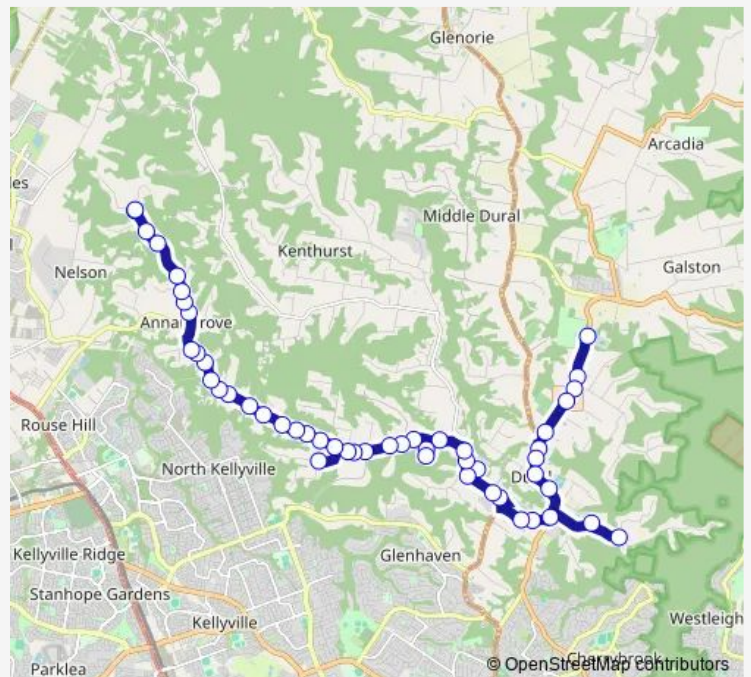 Glenorie
Arcadia
Middle Dural
Kenthurst
Galston
Nelson
Rouse Hill
North Kellyville
Kellyville Ridge
Glenhaven
Stanhope Gardens
Kellyville
Westleigh
Cherrybrook
Parklea
© OpenStreetMap contributors